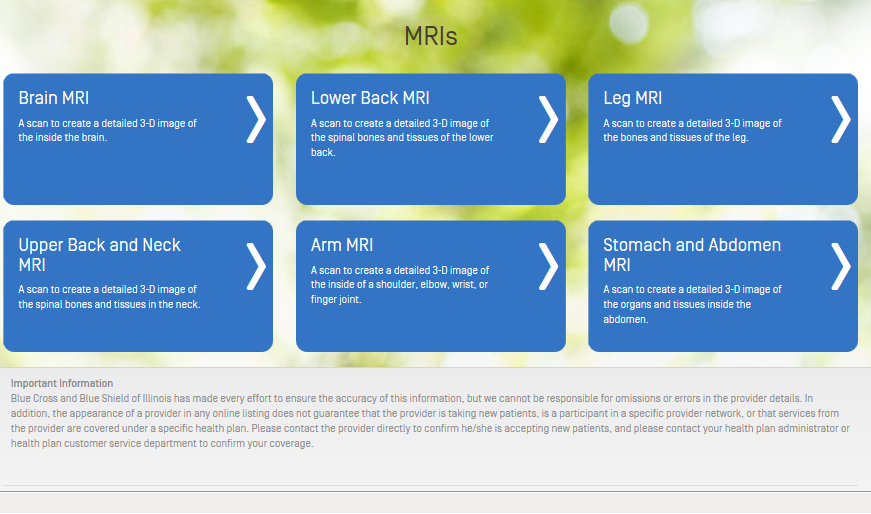 MRIs
Brain MRI
A scan to create a detailed 3-D image of
the inside the brain.
Lower Back MRI
A scan to create a detailed 3-D image of
the spinal bones and tissues of the lower
back.
Leg MRI
A scan to create a detailed 3-D image of
the bones and tissues of the leg.
Upper Back and Neck
MRI
A scan to create a detailed 3-D image of
the spinal bones and tissues in the neck.
Arm MRI
A scan to create a detailed 3-D image of
the inside of a shoulder, elbow, wrist, or
finger joint.
Stomach and Abdomen
MRI
A scan to create a detailed 3-D image of
the organs and tissues inside the
abdomen.
Important Information
Blue Cross and Blue Shield of Illinois has made every effort to ensure the accuracy of this information, but we cannot be responsible for omissions or errors in the provider details. In
addition, the appearance of a provider in any online listing does not guarantee that the provider is taking new patients, is a participant in a specific provider network, or that services from
the provider are covered under a specific health plan. Please contact the provider directly to confirm he/she is accepting new patients, and please contact your health plan administrator or
health plan customer service department to confirm your coverage.